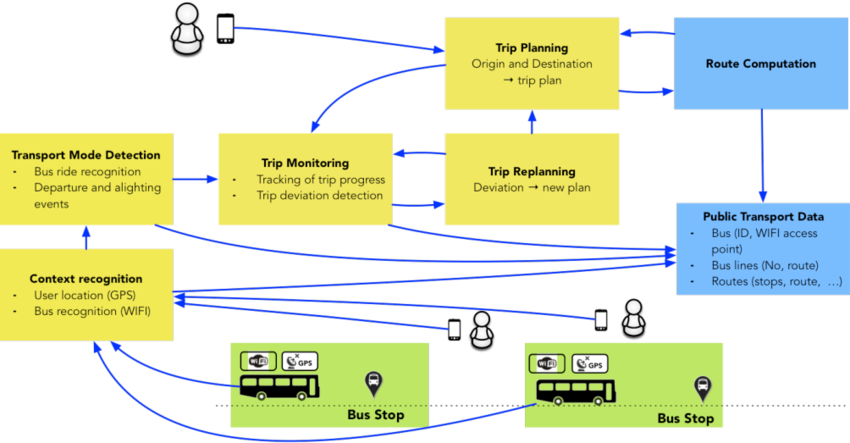 Trip Planning
Origin and Destination
→ trip plan
Route Computation
Transport Mode Detection
- Bus ride recognition
- Departure and alighting
events
Trip Monitoring
- Tracking of trip progress
- Trip deviation detection
Trip Replanning
Deviation → new plan
Public Transport Data
- Bus (ID, WIFI access
point)
- Bus lines (No, route)
- Routes (stops, route, ...)
Context recognition
- User location (GPS)
- Bus recognition (WIFI)
WiFi
GPS
Bus Stop
WiFi
GPS
Bus Stop